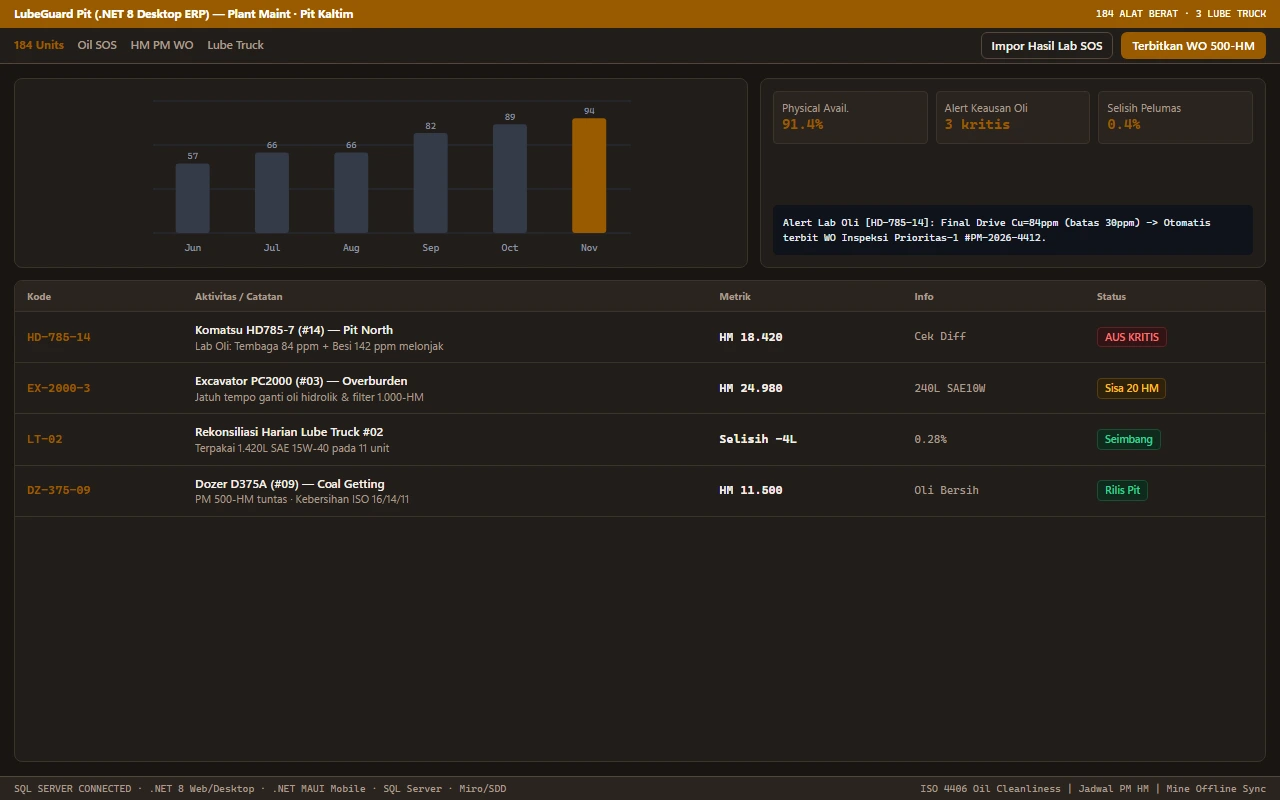 LubeGuard Pit (.NET 8 Desktop ERP) — Plant Maint · Pit Kaltim
184 ALAT BERAT · 3 LUBE TRUCK
184 Units
Oil SOS
HM PM WO
Lube Truck
Impor Hasil Lab SOS
Terbitkan WO 500-HM
57
66
66
82
89
94
Jun
Jul
Aug
Sep
Oct
Nov
Physical Avail.
91.4%
Alert Keausan Oli
3 kritis
Selisih Pelumas
0.4%
Alert Lab Oli [HD-785-14]: Final Drive Cu=84ppm (batas 30ppm) -> Otomatis
terbit WO Inspeksi Prioritas-1 #PM-2026-4412.
Kode
Aktivitas / Catatan
Metrik
Info
Status
HD-785-14
Komatsu HD785-7 (#14) — Pit North
Lab Oli: Tembaga 84 ppm + Besi 142 ppm melonjak
HM 18.420
Cek Diff
AUS KRITIS
EX-2000-3
Excavator PC2000 (#03) — Overburden
Jatuh tempo ganti oli hidrolik & filter 1.000-HM
HM 24.980
240L SAE10W
Sisa 20 HM
LT-02
Rekonsiliasi Harian Lube Truck #02
Terpakai 1.420L SAE 15W-40 pada 11 unit
Selisih -4L
0.28%
Seimbang
DZ-375-09
Dozer D375A (#09) — Coal Getting
PM 500-HM tuntas · Kebersihan ISO 16/14/11
HM 11.500
Oli Bersih
Rilis Pit
SQL SERVER CONNECTED · .NET 8 Web/Desktop · .NET MAUI Mobile · SQL Server · Miro/SDD
ISO 4406 Oil Cleanliness | Jadwal PM HM | Mine Offline Sync